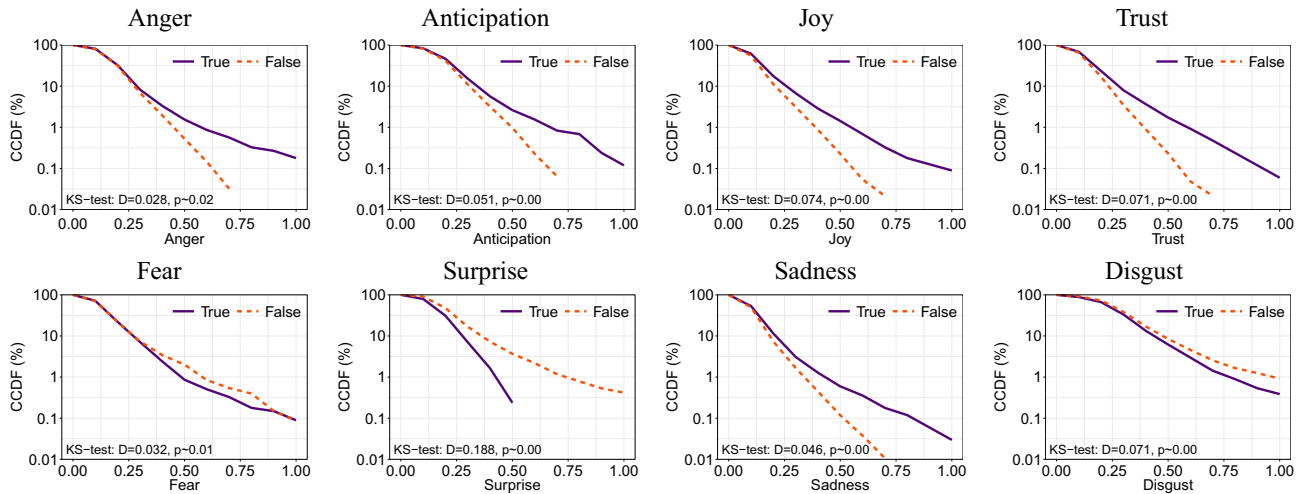 Anger
CCDF (%)
100
10
1
0.1
0.01
True False
KS−test: D=0.028, p~0.02
0.00 0.25 0.50 0.75 1.00
Anger
Anticipation
CCDF (%)
100
10
1
0.1
0.01
True False
KS−test: D=0.051, p~0.00
0.00 0.25 0.50 0.75 1.00
Anticipation
Joy
CCDF (%)
100
10
1
0.1
0.01
True False
KS−test: D=0.074, p~0.00
0.00 0.25 0.50 0.75 1.00
Joy
Trust
CCDF (%)
100
10
1
0.1
0.01
True False
KS−test: D=0.071, p~0.00
0.00 0.25 0.50 0.75 1.00
Trust
Fear
CCDF (%)
100
10
1
0.1
0.01
True False
KS−test: D=0.032, p~0.01
0.00 0.25 0.50 0.75 1.00
Fear
Surprise
CCDF (%)
100
10
1
0.1
0.01
True False
KS−test: D=0.188, p~0.00
0.00 0.25 0.50 0.75 1.00
Surprise
Sadness
CCDF (%)
100
10
1
0.1
0.01
True False
KS−test: D=0.046, p~0.00
0.00 0.25 0.50 0.75 1.00
Sadness
Disgust
CCDF (%)
100
10
1
0.1
0.01
True False
KS−test: D=0.071, p~0.00
0.00 0.25 0.50 0.75 1.00
Disgust